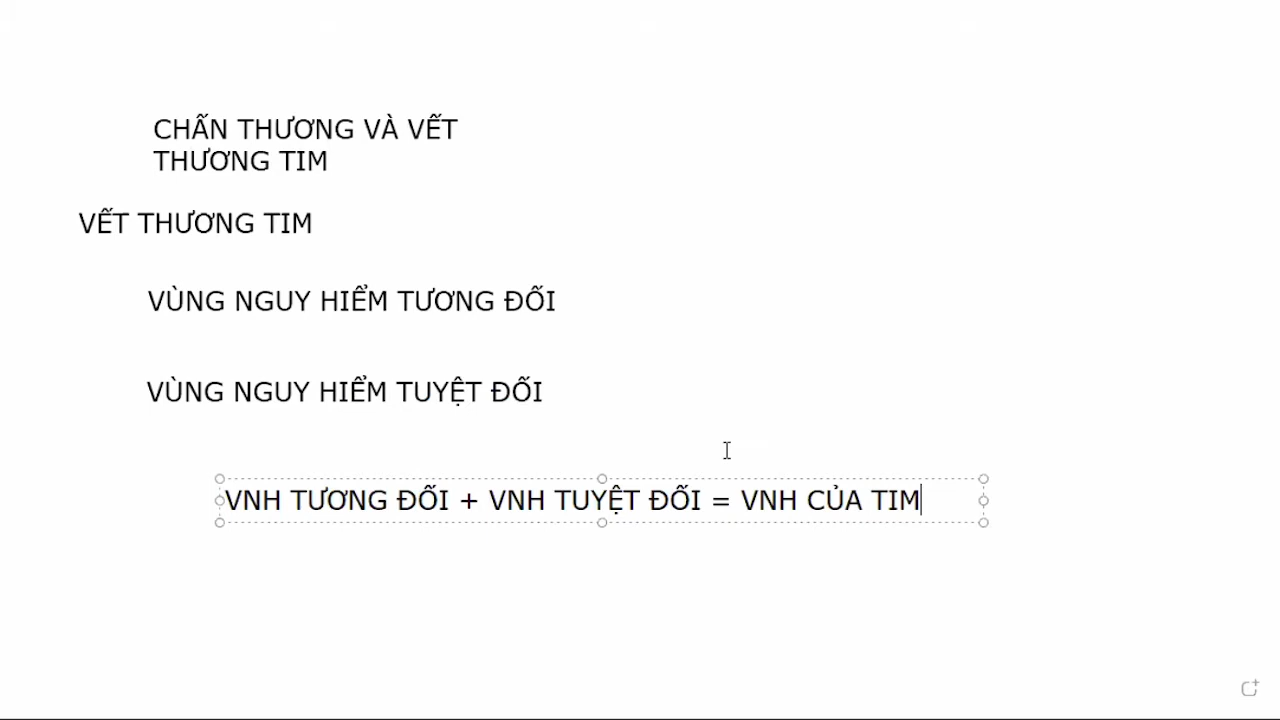 CHẤN THƯƠNG VÀ VẾT
THƯƠNG TIM
VẾT THƯƠNG TIM
VÙNG NGUY HIỂM TƯƠNG ĐỐI
VÙNG NGUY HIỂM TUYỆT ĐỐI
VNH TƯƠNG ĐỐI + VNH TUYỆT ĐỐI = VNH CỦA TIM